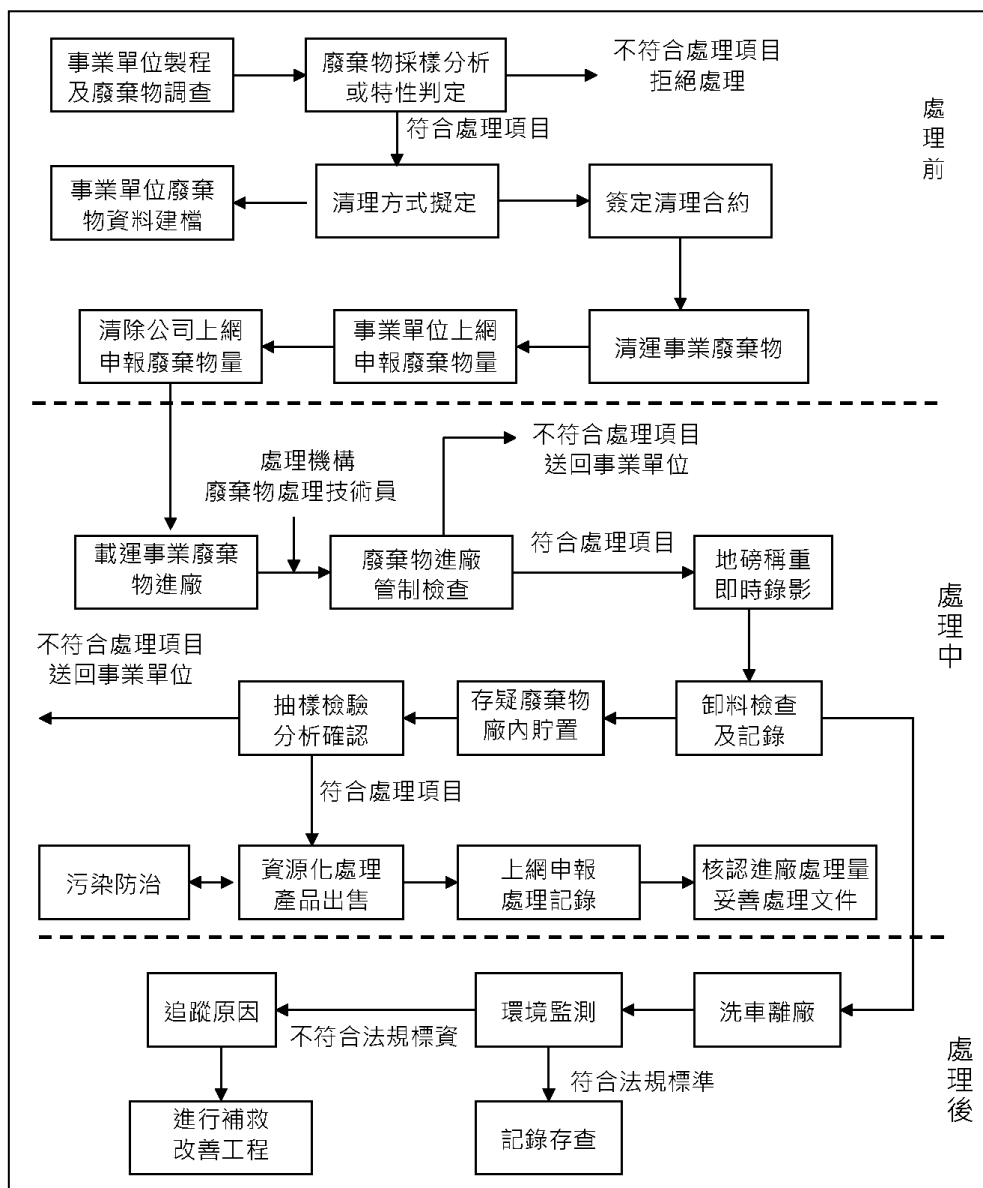 事業單位製程
及廢棄物調查
廢棄物採樣分析
或特性判定
不符合處理項目
拒絕處理
處理前
符合處理項目
事業單位廢棄
物資料建檔
清理方式擬定
簽定清理合約
清除公司上網
申報廢棄物量
事業單位上網
申報廢棄物量
清運事業廢棄物
不符合處理項目
送回事業單位
處理機構
廢棄物處理技術員
載運事業廢棄
物進廠
廢棄物進廠
管制檢查
符合處理項目
地磅稱重
即時錄影
處理中
不符合處理項目
送回事業單位
抽樣檢驗
分析確認
存疑廢棄物
廠內貯置
卸料檢查
及記錄
符合處理項目
污染防治
資源化處理
產品出售
上網申報
處理記錄
核認進廠處理量
妥善處理文件
追蹤原因
不符合法規標資
環境監測
洗車離廠
處理後
符合法規標準
進行補救
改善工程
記錄存查